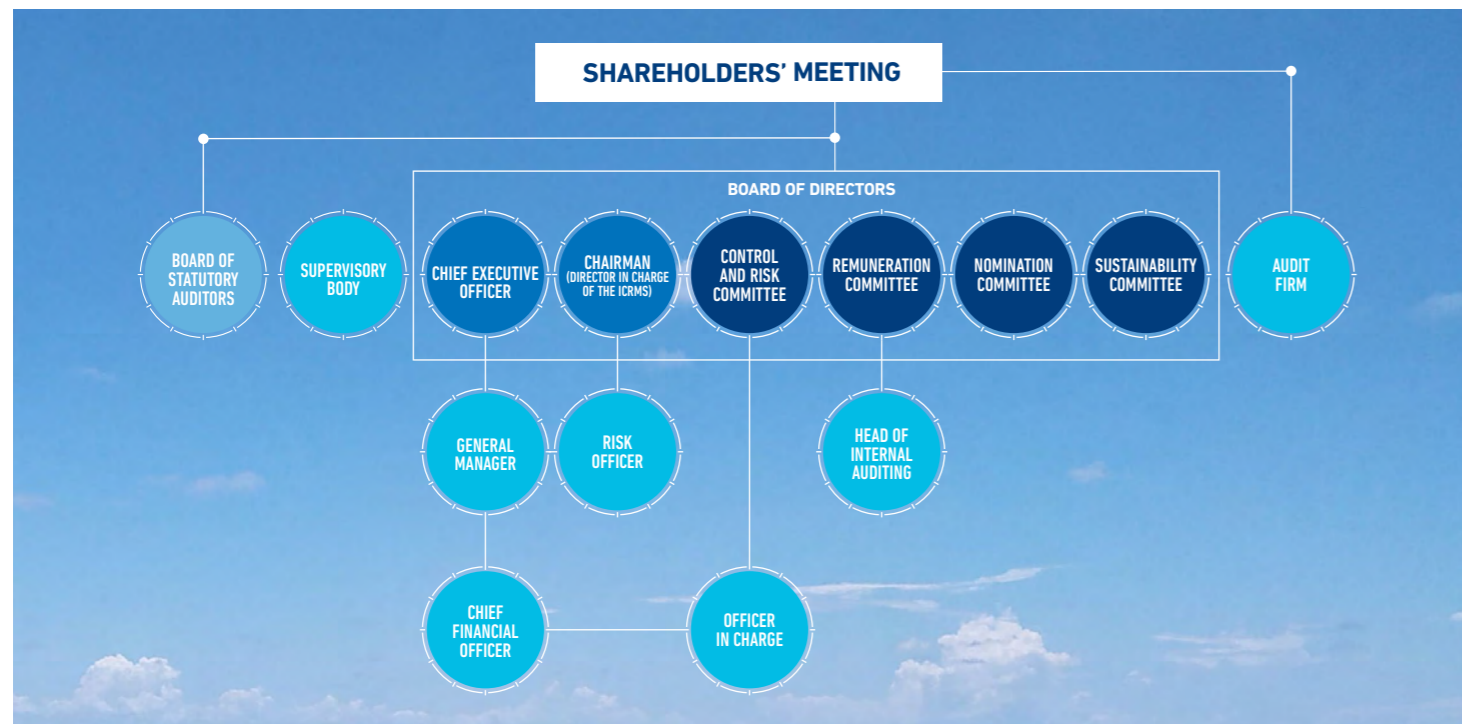 SHAREHOLDERS' MEETING
BOARD OF DIRECTORS
BOARD OF
STATUTORY
AUDITORS
SUPERVISORY
BODY
CHIEF EXECUTIVE
OFFICER
CHAIRMAN
(DIRECTOR IN CHARGE
OF THE ICRMS)
CONTROL
AND RISK
COMMITTEE
REMUNERATION
COMMITTEE
NOMINATION
COMMITTEE
SUSTAINABILITY
COMMITTEE
AUDIT
FIRM
GENERAL
MANAGER
RISK
OFFICER
HEAD OF
INTERNAL
AUDITING
CHIEF
FINANCIAL
OFFICER
OFFICER
IN CHARGE